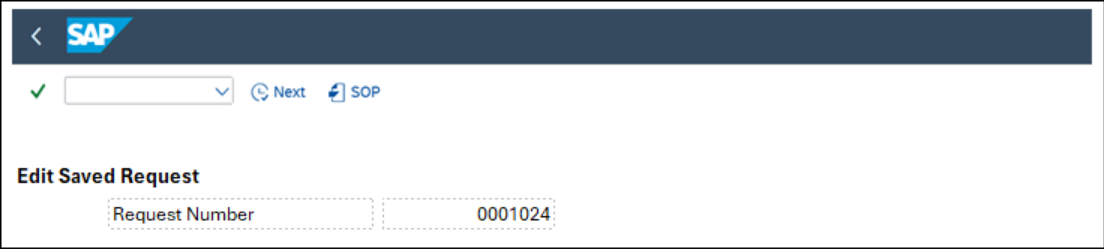 SAP
Next SOP
Edit Saved Request
Request Number 0001024